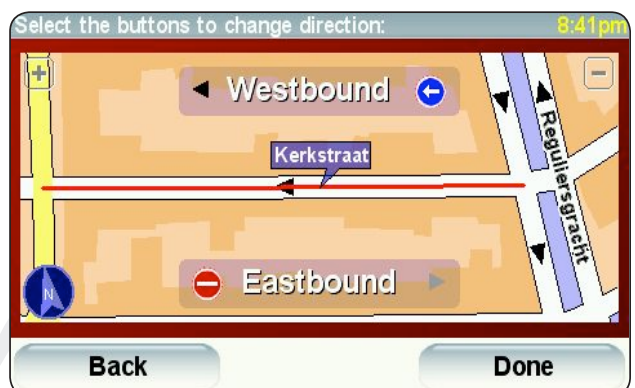 Select the buttons to change direction: 8:41pm
+ −
Westbound
Kerkstraat
Reguliersgracht
Eastbound
N
Back Done